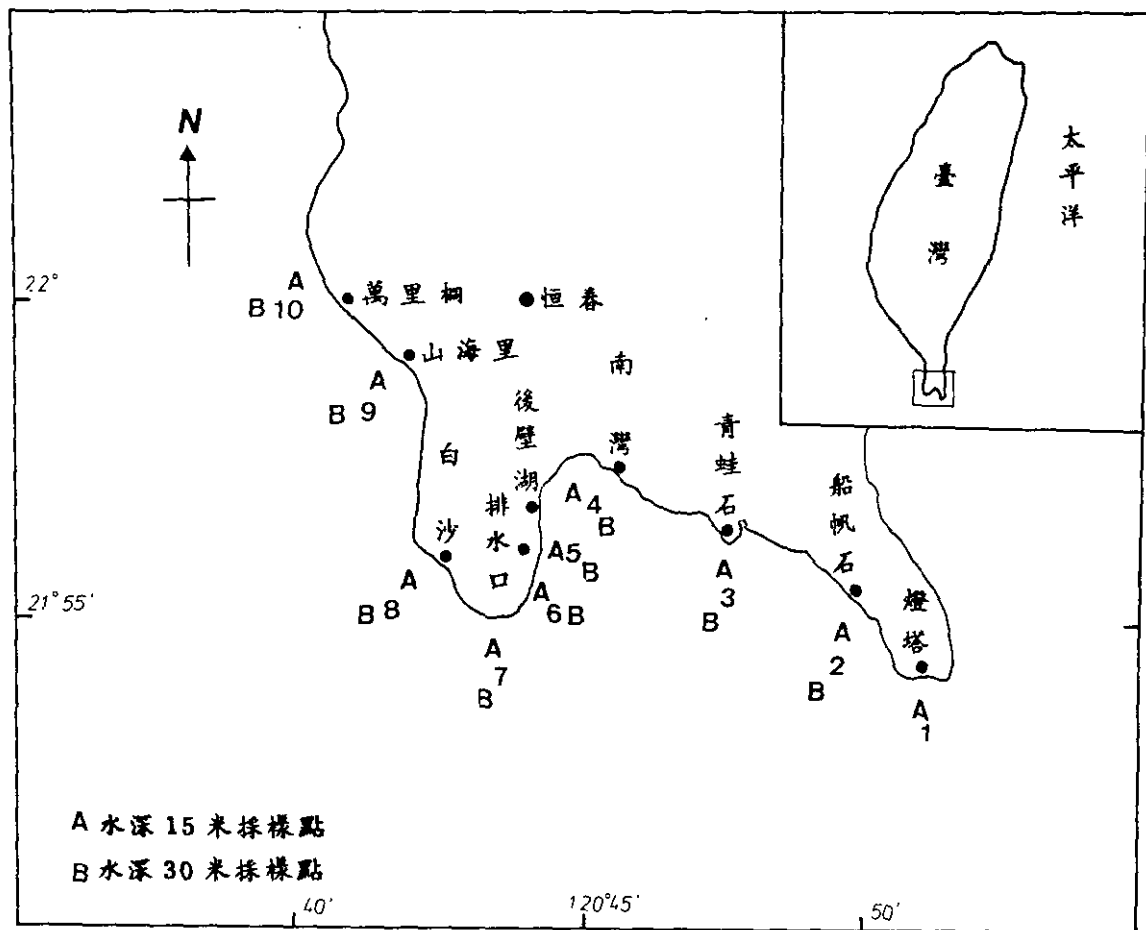 N
臺灣
太平洋
22°
A
B 10
萬里桐
恒春
山海里
A
B 9
南灣
後壁湖
青蛙石
白沙
排水口
船帆石
燈塔
A 4
B
A 5
B
A
6 B
A
3
B
A
B 8
21°55'
A
7
B
A
2
B
A
1
A 水深 15 米採樣點
B 水深 30 米採樣點
40'
120°45'
50'